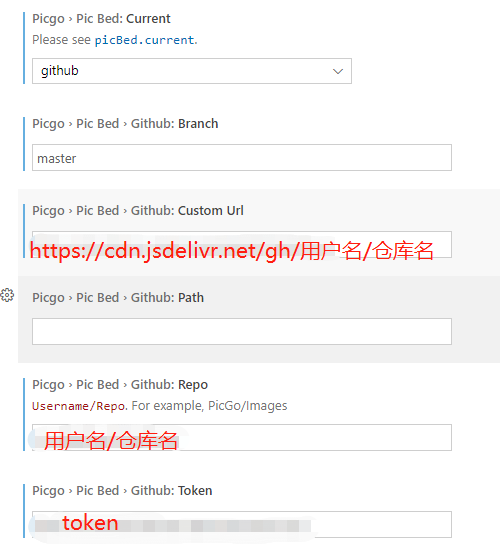 Picgo › Pic Bed: Current
Please see picBed.current.
github
Picgo › Pic Bed › Github: Branch
master
Picgo › Pic Bed › Github: Custom Url
https://cdn.jsdelivr.net/gh/用户名/仓库名
Picgo › Pic Bed › Github: Path
Picgo › Pic Bed › Github: Repo
Username/Repo. For example, PicGo/Images
用户名/仓库名
Picgo › Pic Bed › Github: Token
token